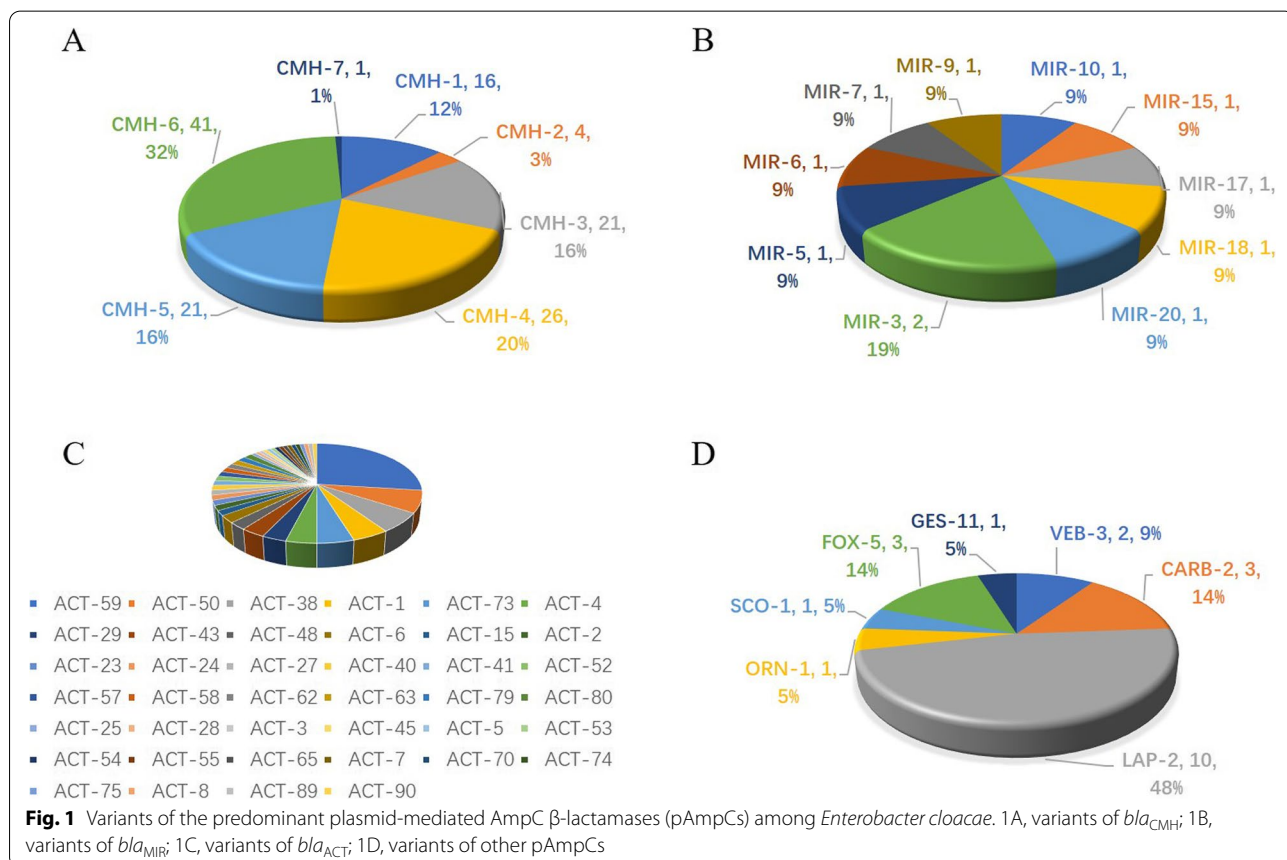 A
CMH-7, 1,
1%
CMH-1, 16,
12%
CMH-2, 4,
3%
CMH-3, 21,
16%
CMH-4, 26,
20%
CMH-5, 21,
16%
CMH-6, 41,
32%
B
MIR-9, 1,
9%
MIR-10, 1,
9%
MIR-15, 1,
9%
MIR-17, 1,
9%
MIR-18, 1,
9%
MIR-20, 1,
9%
MIR-3, 2,
19%
MIR-5, 1,
9%
MIR-6, 1,
9%
MIR-7, 1,
9%
C
ACT-59 ACT-50 ACT-38 ACT-1 ACT-73 ACT-4
ACT-29 ACT-43 ACT-48 ACT-6 ACT-15 ACT-2
ACT-23 ACT-24 ACT-27 ACT-40 ACT-41 ACT-52
ACT-57 ACT-58 ACT-62 ACT-63 ACT-79 ACT-80
ACT-25 ACT-28 ACT-3 ACT-45 ACT-5 ACT-53
ACT-54 ACT-55 ACT-65 ACT-7 ACT-70 ACT-74
ACT-75 ACT-8 ACT-89 ACT-90
D
GES-11, 1,
5%
VEB-3, 2, 9%
CARB-2, 3,
14%
LAP-2, 10,
48%
ORN-1, 1,
5%
SCO-1, 1, 5%
FOX-5, 3,
14%
Fig. 1 Variants of the predominant plasmid-mediated AmpC β-lactamases (pAmpCs) among Enterobacter cloacae. 1A, variants of blaCMH; 1B,
variants of blaMIR; 1C, variants of blaACT; 1D, variants of other pAmpCs